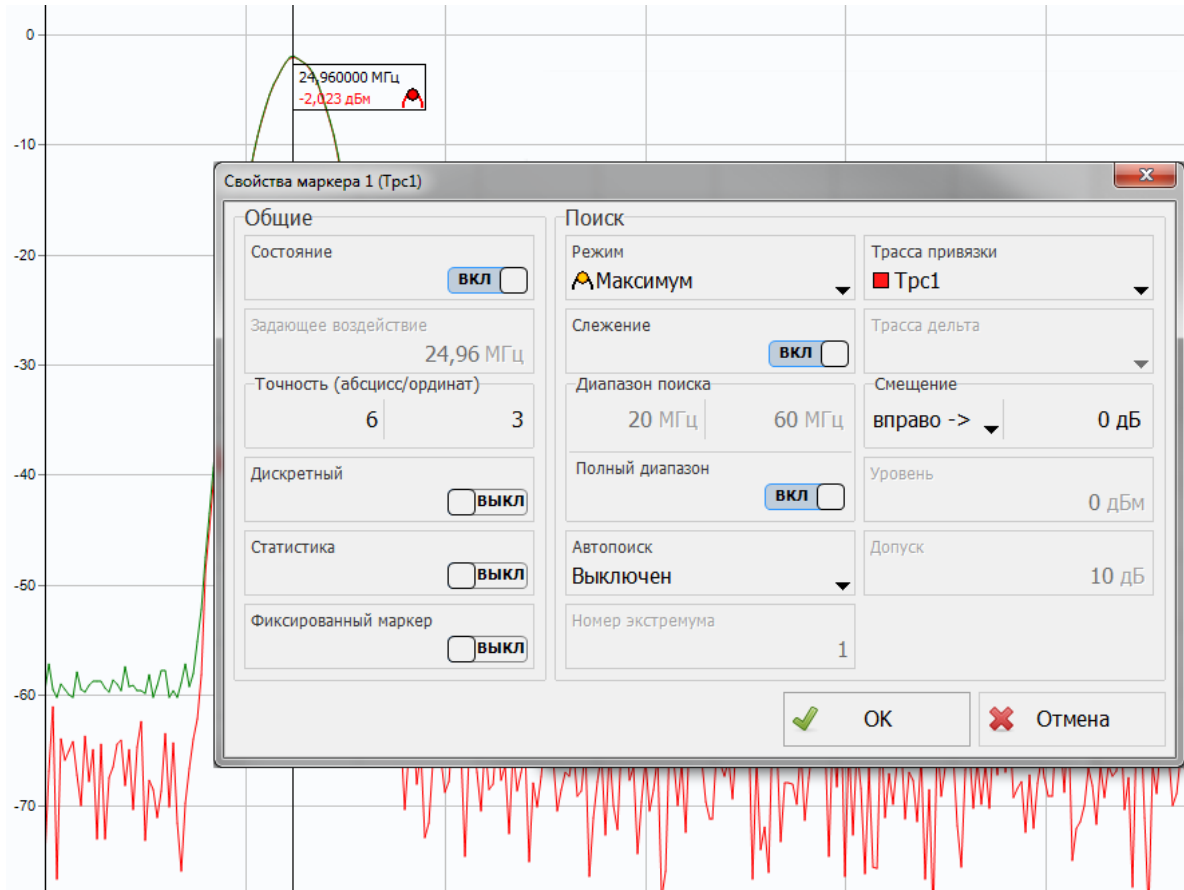 0
24,960000 МГц
-2,023 дБм
-10
-20
-30
-40
-50
-60
-70
Свойства маркера 1 (Трс1)
Общие
Состояние
ВКЛ
Задающее воздействие
24,96 МГц
Точность (абсцисс/ординат)
6 3
Дискретный
ВЫКЛ
Статистика
ВЫКЛ
Фиксированный маркер
ВЫКЛ
Поиск
Режим
Максимум
Трасса привязки
Трс1
Слежение
ВКЛ
Трасса дельта
Диапазон поиска
20 МГц 60 МГц
Смещение
вправо -> 0 дБ
Полный диапазон
ВКЛ
Уровень
0 дБм
Автопоиск
Выключен
Допуск
10 дБ
Номер экстремума
1
ОК
Отмена